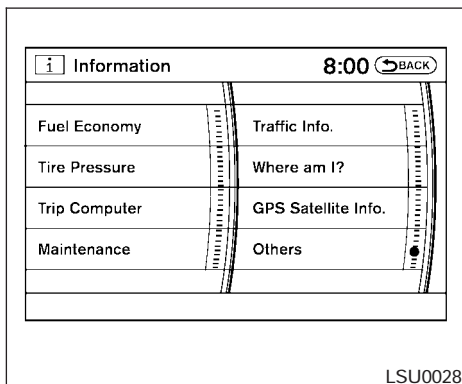 i Information 8:00 BACK
Fuel Economy Traffic Info.
Tire Pressure Where am I?
Trip Computer GPS Satellite Info.
Maintenance Others
LSU0028